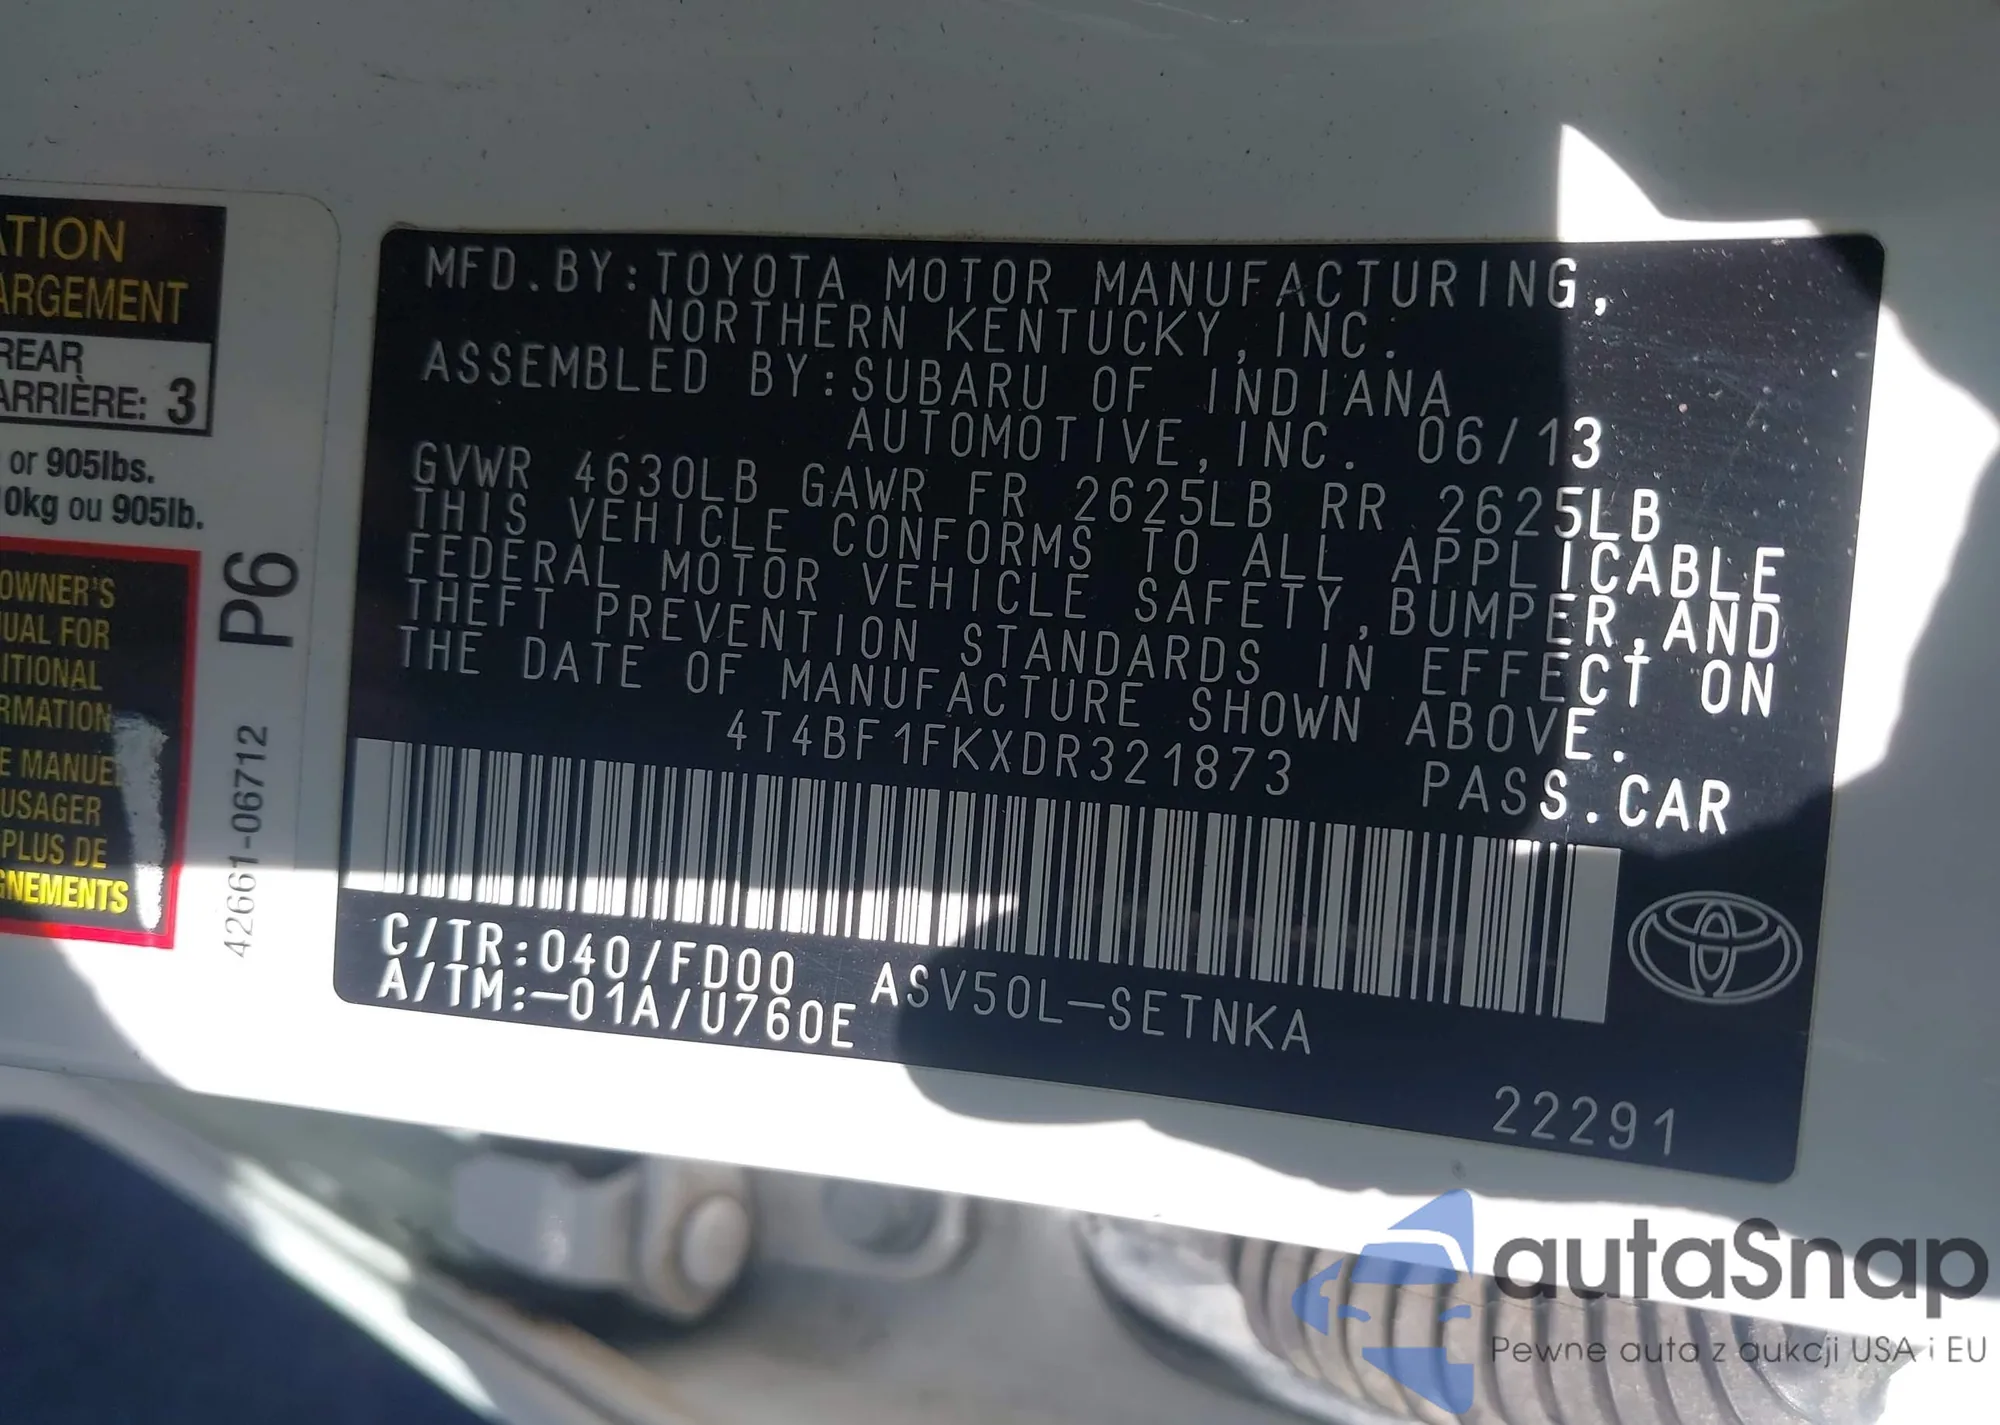 ATION
ARGEMENT
REAR
ARRIÈRE: 3
or 905lbs.
0kg ou 905lb.
OWNER'S
UAL FOR
ITIONAL
RMATION
E MANUEL
USAGER
PLUS DE
GNEMENTS
P6
42661-06712
MFD.BY:TOYOTA MOTOR MANUFACTURING,
NORTHERN KENTUCKY,INC.
ASSEMBLED BY:SUBARU OF INDIANA
AUTOMOTIVE,INC. 06/13
GVWR 4630LB GAWR FR 2625LB RR 2625LB
THIS VEHICLE CONFORMS TO ALL APPLICABLE
FEDERAL MOTOR VEHICLE SAFETY,BUMPER,AND
THEFT PREVENTION STANDARDS IN EFFECT ON
THE DATE OF MANUFACTURE SHOWN ABOVE.
4T4BF1FKXDR321873 PASS.CAR
C/TR:040/FD00 ASV50L-SETNKA
A/TM:-01A/U760E
22291
autaSnap
Pewne auta z aukcji USA i EU